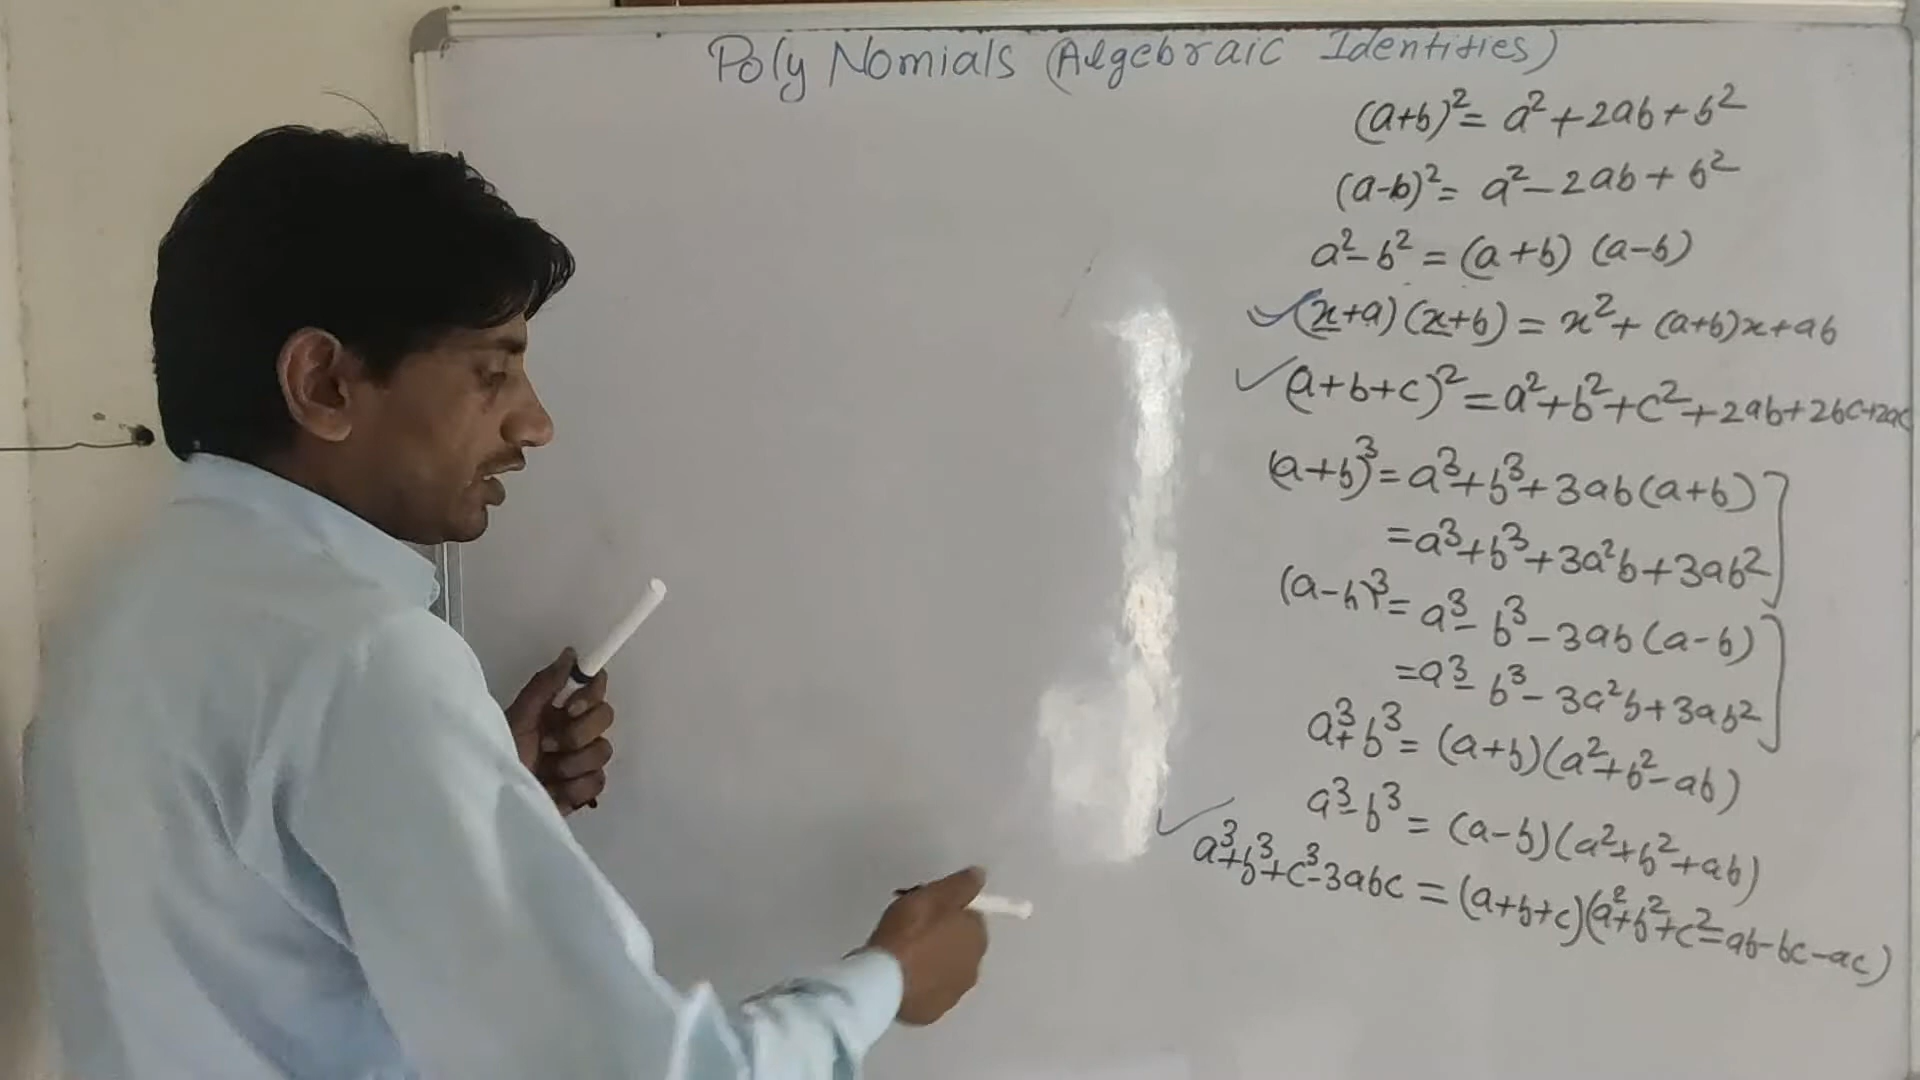 Poly Nomials (Algebraic Identities)
(a+b)²= a²+2ab+b²
(a-b)²= a²-2ab+b²
a²-b² = (a+b) (a-b)
✓(x+a)(x+b) = x²+(a+b)x+ab
✓(a+b+c)²=a²+b²+c²+2ab+2bc+2ac
(a+b)³=a³+b³+3ab(a+b)
=a³+b³+3a²b+3ab²
(a-b)³=a³-b³-3ab(a-b)
=a³-b³-3a²b+3ab²
a³+b³=(a+b)(a²+b²-ab)
a³-b³=(a-b)(a²+b²+ab)
✓a³+b³+c³-3abc=(a+b+c)(a²+b²+c²-ab-bc-ac)